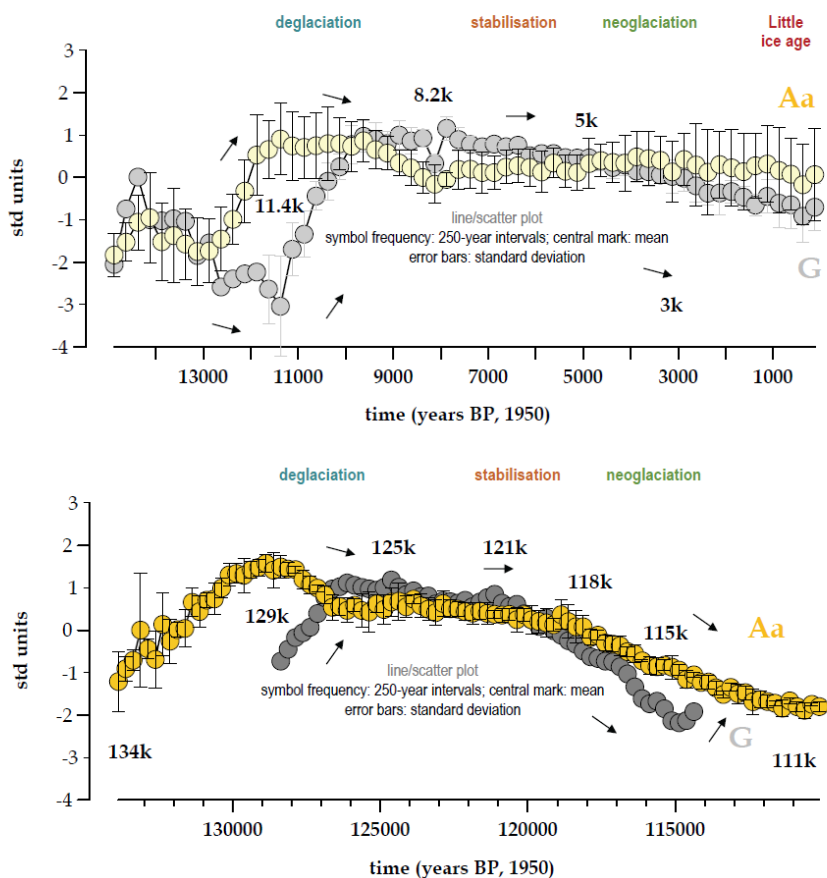 deglaciation stabilisation neoglaciation Little
ice age
3
2
1
0
-1
-2
-3
-4
std units
8.2k
5k
Aa
11.4k
line/scatter plot
symbol frequency: 250-year intervals; central mark: mean
error bars: standard deviation
G
3k
13000 11000 9000 7000 5000 3000 1000
time (years BP, 1950)
deglaciation stabilisation neoglaciation
3
2
1
0
-1
-2
-3
-4
std units
125k 121k
118k
129k
115k
Aa
line/scatter plot
symbol frequency: 250-year intervals; central mark: mean
error bars: standard deviation
G
134k
111k
130000 125000 120000 115000
time (years BP, 1950)